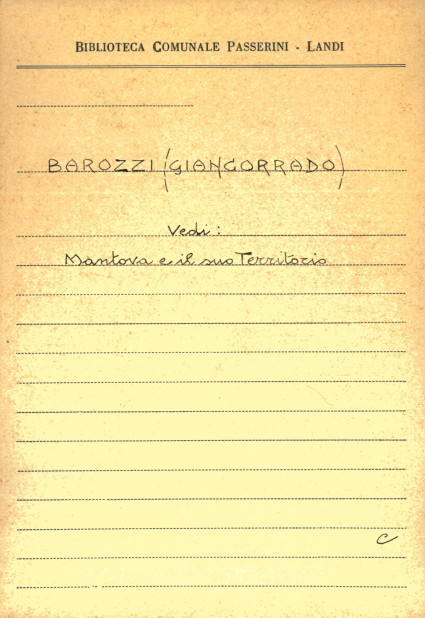 BIBLIOTECA COMUNALE PASSERINI - LANDI
BAROZZI (GIANCORRADO)
Vedi:
Mantova e il suo Territorio
C